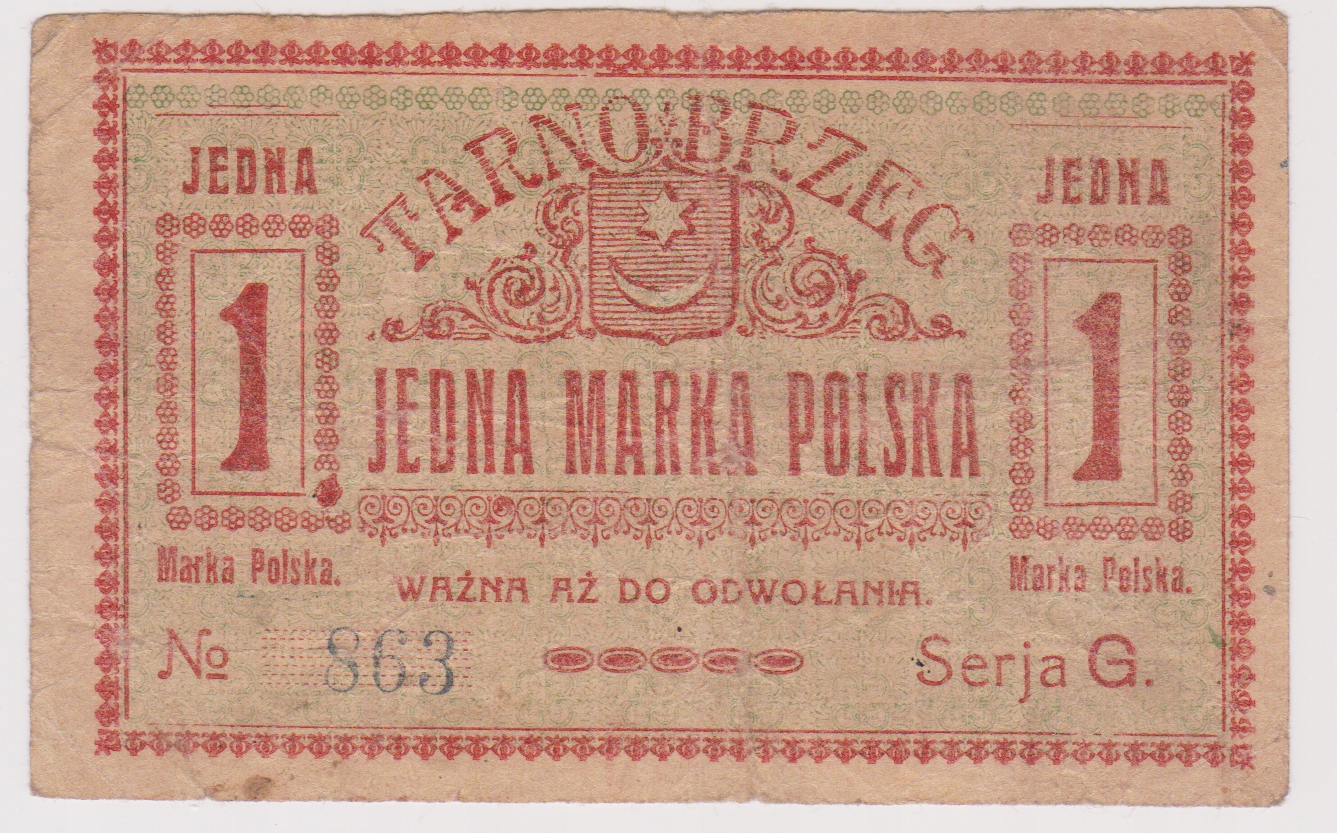 TARNOBRZEG
JEDNA
JEDNA
1
1
JEDNA MARKA POLSKA
Marka Polska.
Marka Polska.
WAŻNA AŻ DO ODWOŁANIA.
No 863
Serja G.